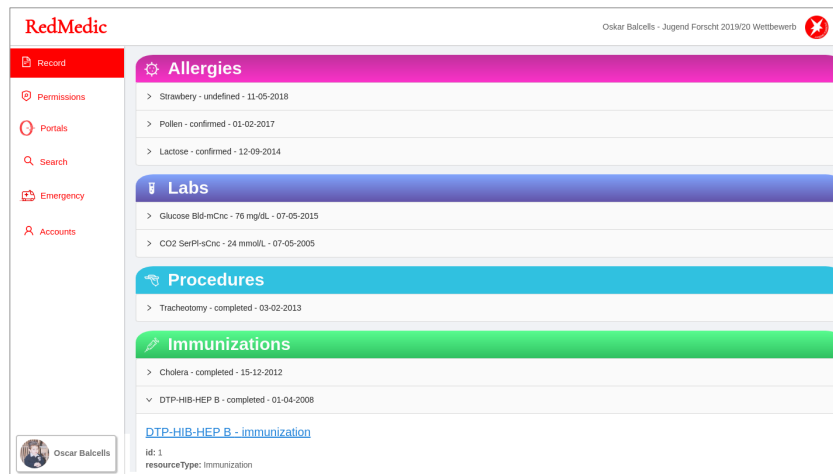 RedMedic
Oskar Balcells - Jugend Forscht 2019/20 Wettbewerb
Record
Permissions
Portals
Search
Emergency
Accounts
Oscar Balcells
Allergies
Strawbery - undefined - 11-05-2018
Pollen - confirmed - 01-02-2017
Lactose - confirmed - 12-09-2014
Labs
Glucose Bld-mCnc - 76 mg/dL - 07-05-2015
CO2 SerPl-sCnc - 24 mmol/L - 07-05-2005
Procedures
Tracheotomy - completed - 03-02-2013
Immunizations
Cholera - completed - 15-12-2012
DTP-HIB-HEP B - completed - 01-04-2008
DTP-HIB-HEP B - immunization
id: 1
resourceType: Immunization